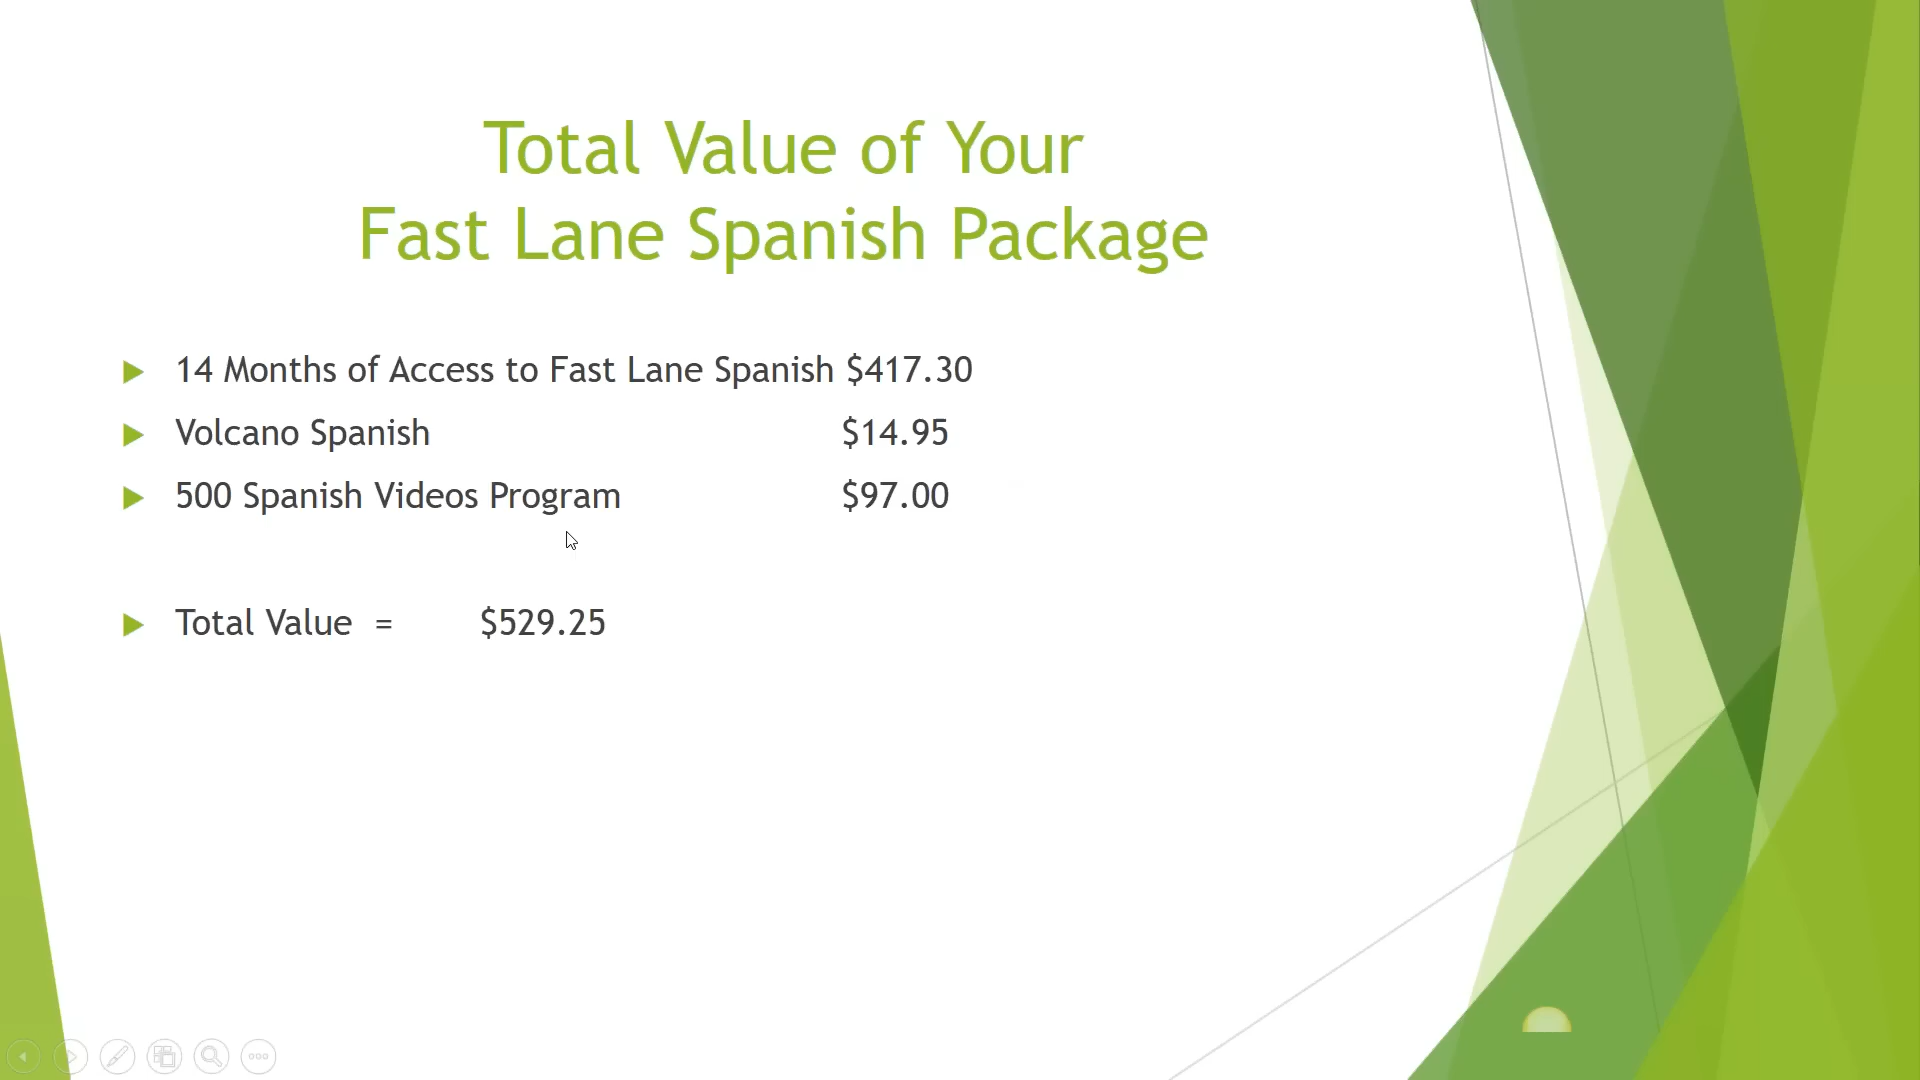 Total Value of Your
Fast Lane Spanish Package
14 Months of Access to Fast Lane Spanish $417.30
Volcano Spanish $14.95
500 Spanish Videos Program $97.00
Total Value = $529.25